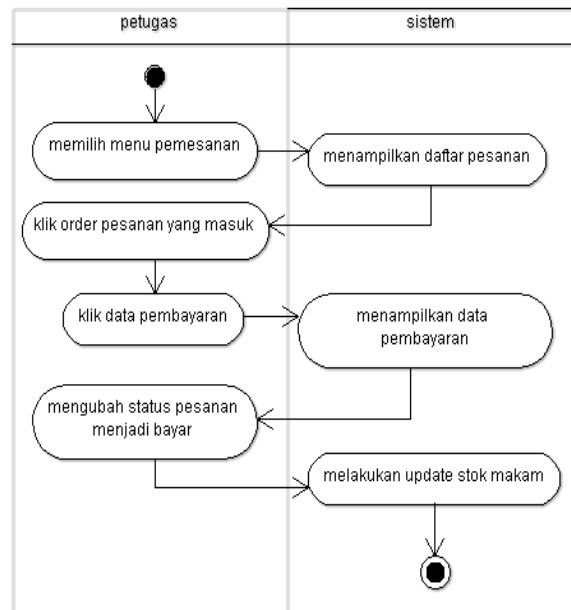 petugas
sistem
memilih menu pemesanan
menampilkan daftar pesanan
klik order pesanan yang masuk
klik data pembayaran
menampilkan data
pembayaran
mengubah status pesanan
menjadi bayar
melakukan update stok makam